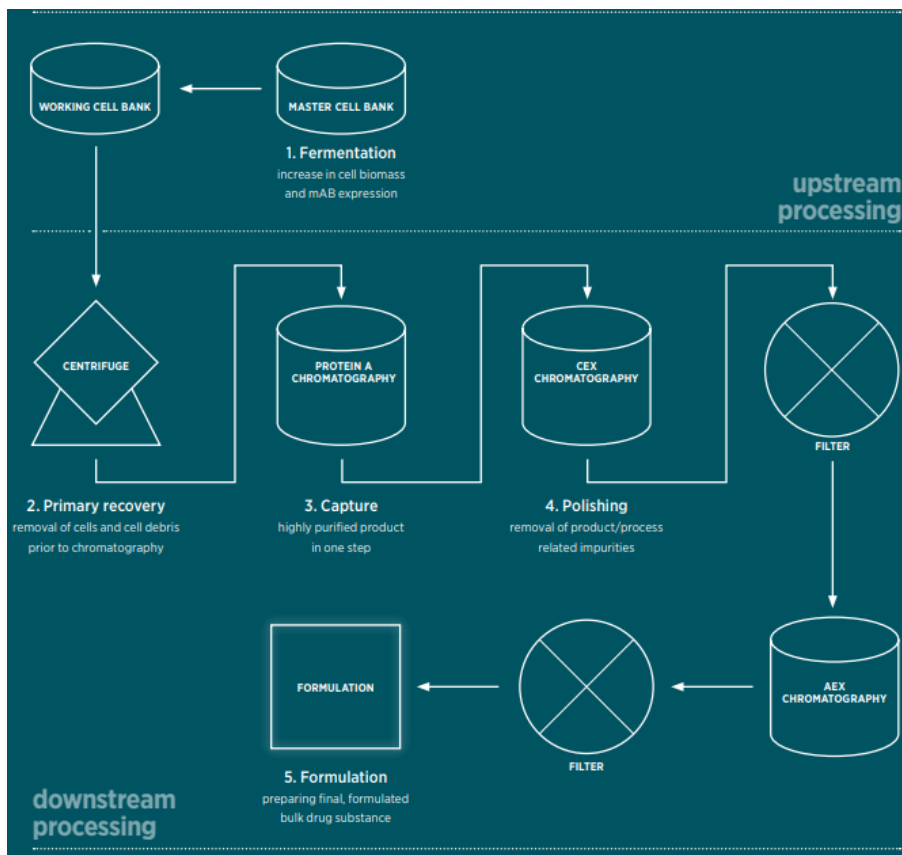 WORKING CELL BANK
MASTER CELL BANK
1. Fermentation
increase in cell biomass
and mAB expression
upstream
processing
CENTRIFUGE
PROTEIN A
CHROMATOGRAPHY
CEX
CHROMATOGRAPHY
FILTER
2. Primary recovery
removal of cells and cell debris
prior to chromatography
3. Capture
highly purified product
in one step
4. Polishing
removal of product/process
related impurities
FORMULATION
FILTER
AEX
CHROMATOGRAPHY
5. Formulation
preparing final, formulated
bulk drug substance
downstream
processing